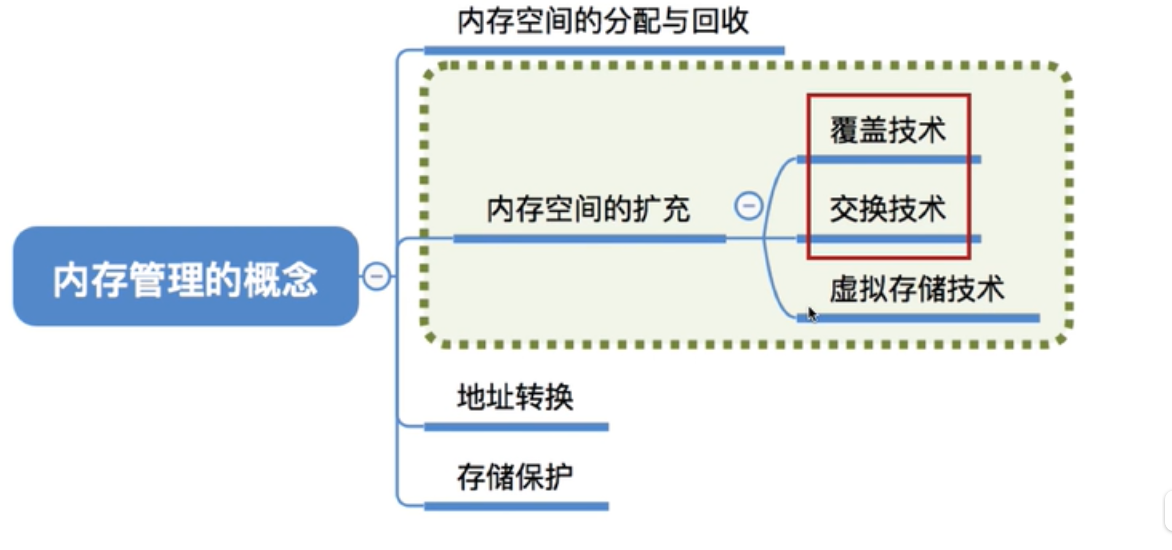 内存空间的分配与回收
覆盖技术
内存空间的扩充
交换技术
内存管理的概念
虚拟存储技术
地址转换
存储保护